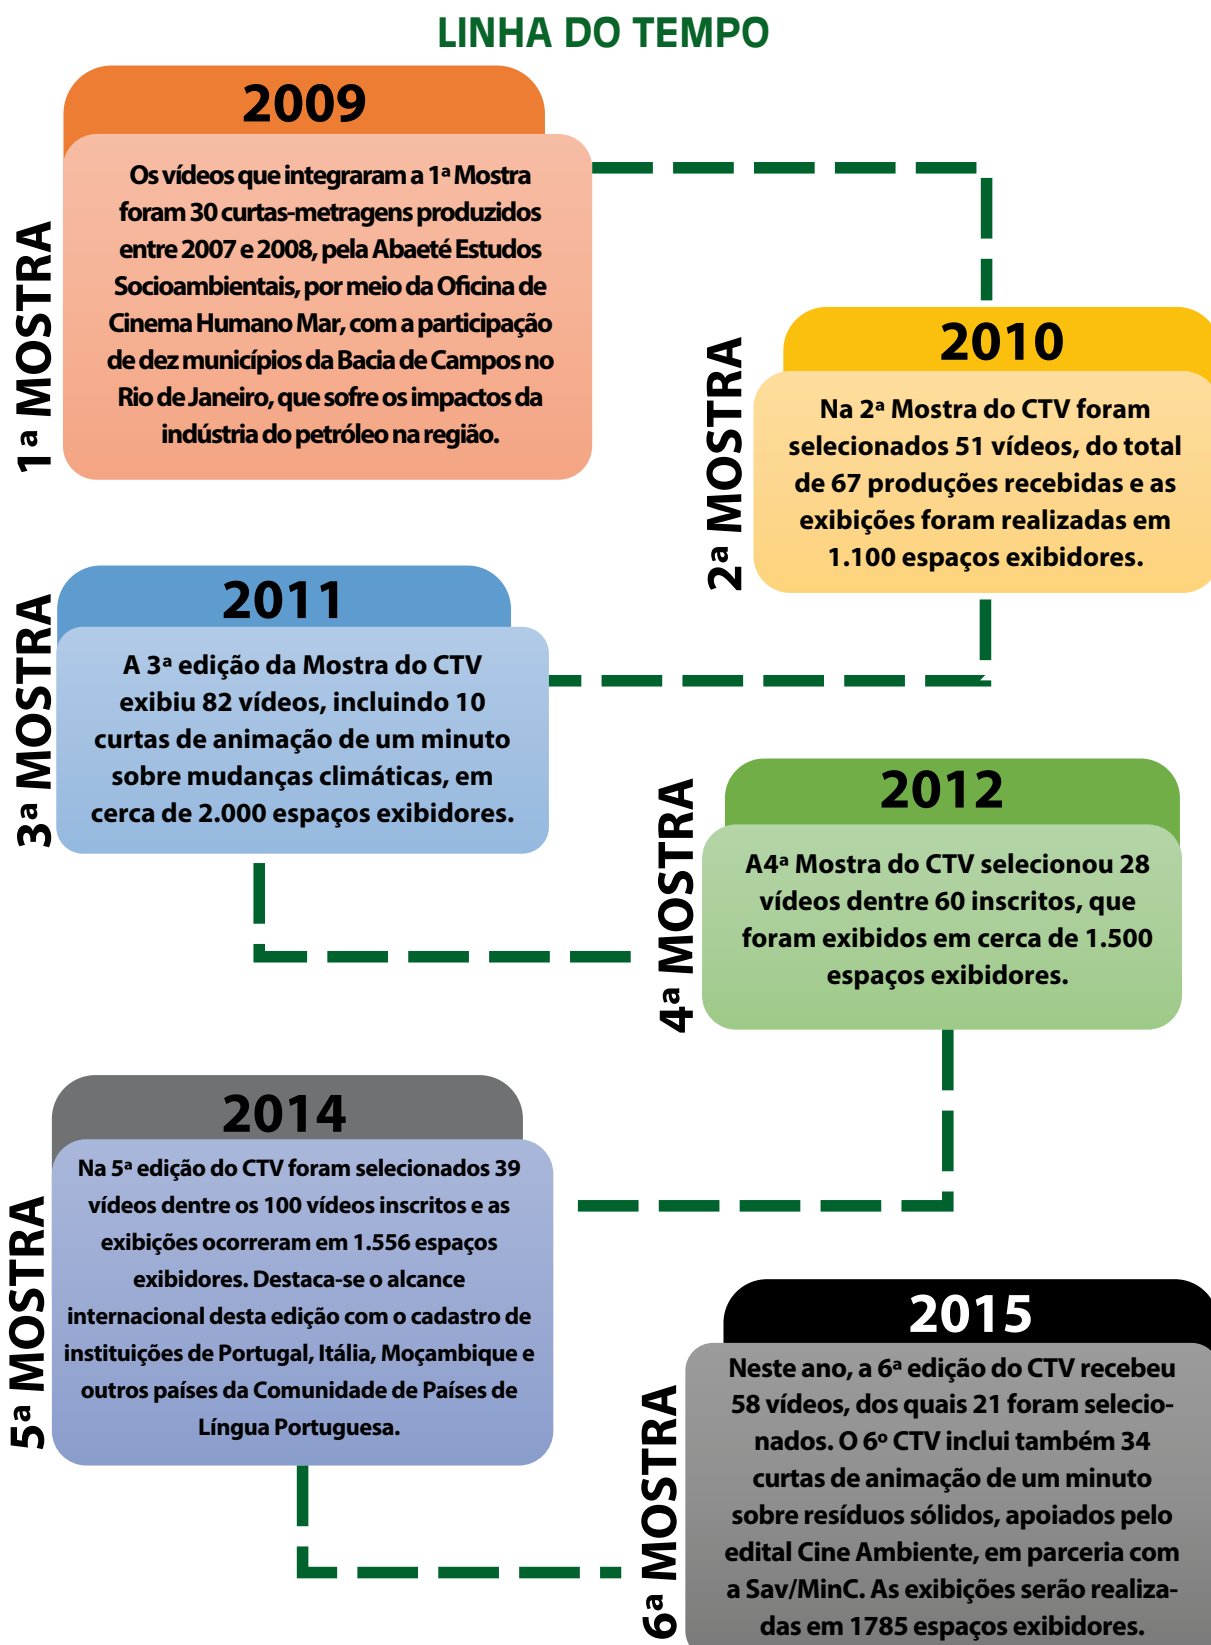 LINHA DO TEMPO
1ª MOSTRA
2009
Os vídeos que integraram a 1ª Mostra
foram 30 curtas-metragens produzidos
entre 2007 e 2008, pela Abaeté Estudos
Socioambientais, por meio da Oficina de
Cinema Humano Mar, com a participação
de dez municípios da Bacia de Campos no
Rio de Janeiro, que sofre os impactos da
indústria do petróleo na região.
2ª MOSTRA
2010
Na 2ª Mostra do CTV foram
selecionados 51 vídeos, do total
de 67 produções recebidas e as
exibições foram realizadas em
1.100 espaços exibidores.
3ª MOSTRA
2011
A 3ª edição da Mostra do CTV
exibiu 82 vídeos, incluindo 10
curtas de animação de um minuto
sobre mudanças climáticas, em
cerca de 2.000 espaços exibidores.
4ª MOSTRA
2012
A4ª Mostra do CTV selecionou 28
vídeos dentre 60 inscritos, que
foram exibidos em cerca de 1.500
espaços exibidores.
5ª MOSTRA
2014
Na 5ª edição do CTV foram selecionados 39
vídeos dentre os 100 vídeos inscritos e as
exibições ocorreram em 1.556 espaços
exibidores. Destaca-se o alcance
internacional desta edição com o cadastro de
instituições de Portugal, Itália, Moçambique e
outros países da Comunidade de Países de
Língua Portuguesa.
6ª MOSTRA
2015
Neste ano, a 6ª edição do CTV recebeu
58 vídeos, dos quais 21 foram selecio-
nados. O 6º CTV inclui também 34
curtas de animação de um minuto
sobre resíduos sólidos, apoiados pelo
edital Cine Ambiente, em parceria com
a Sav/MinC. As exibições serão realiza-
das em 1785 espaços exibidores.